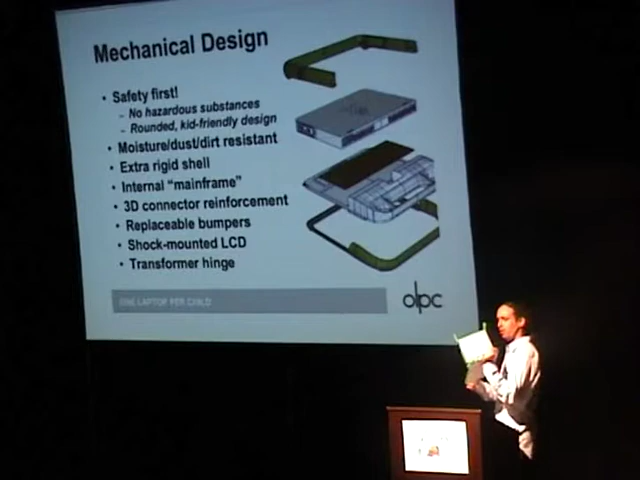 Mechanical Design
• Safety first!
– No hazardous substances
– Rounded, kid-friendly design
• Moisture/dust/dirt resistant
• Extra rigid shell
• Internal "mainframe"
• 3D connector reinforcement
• Replaceable bumpers
• Shock-mounted LCD
• Transformer hinge
ONE LAPTOP PER CHILD
olpc